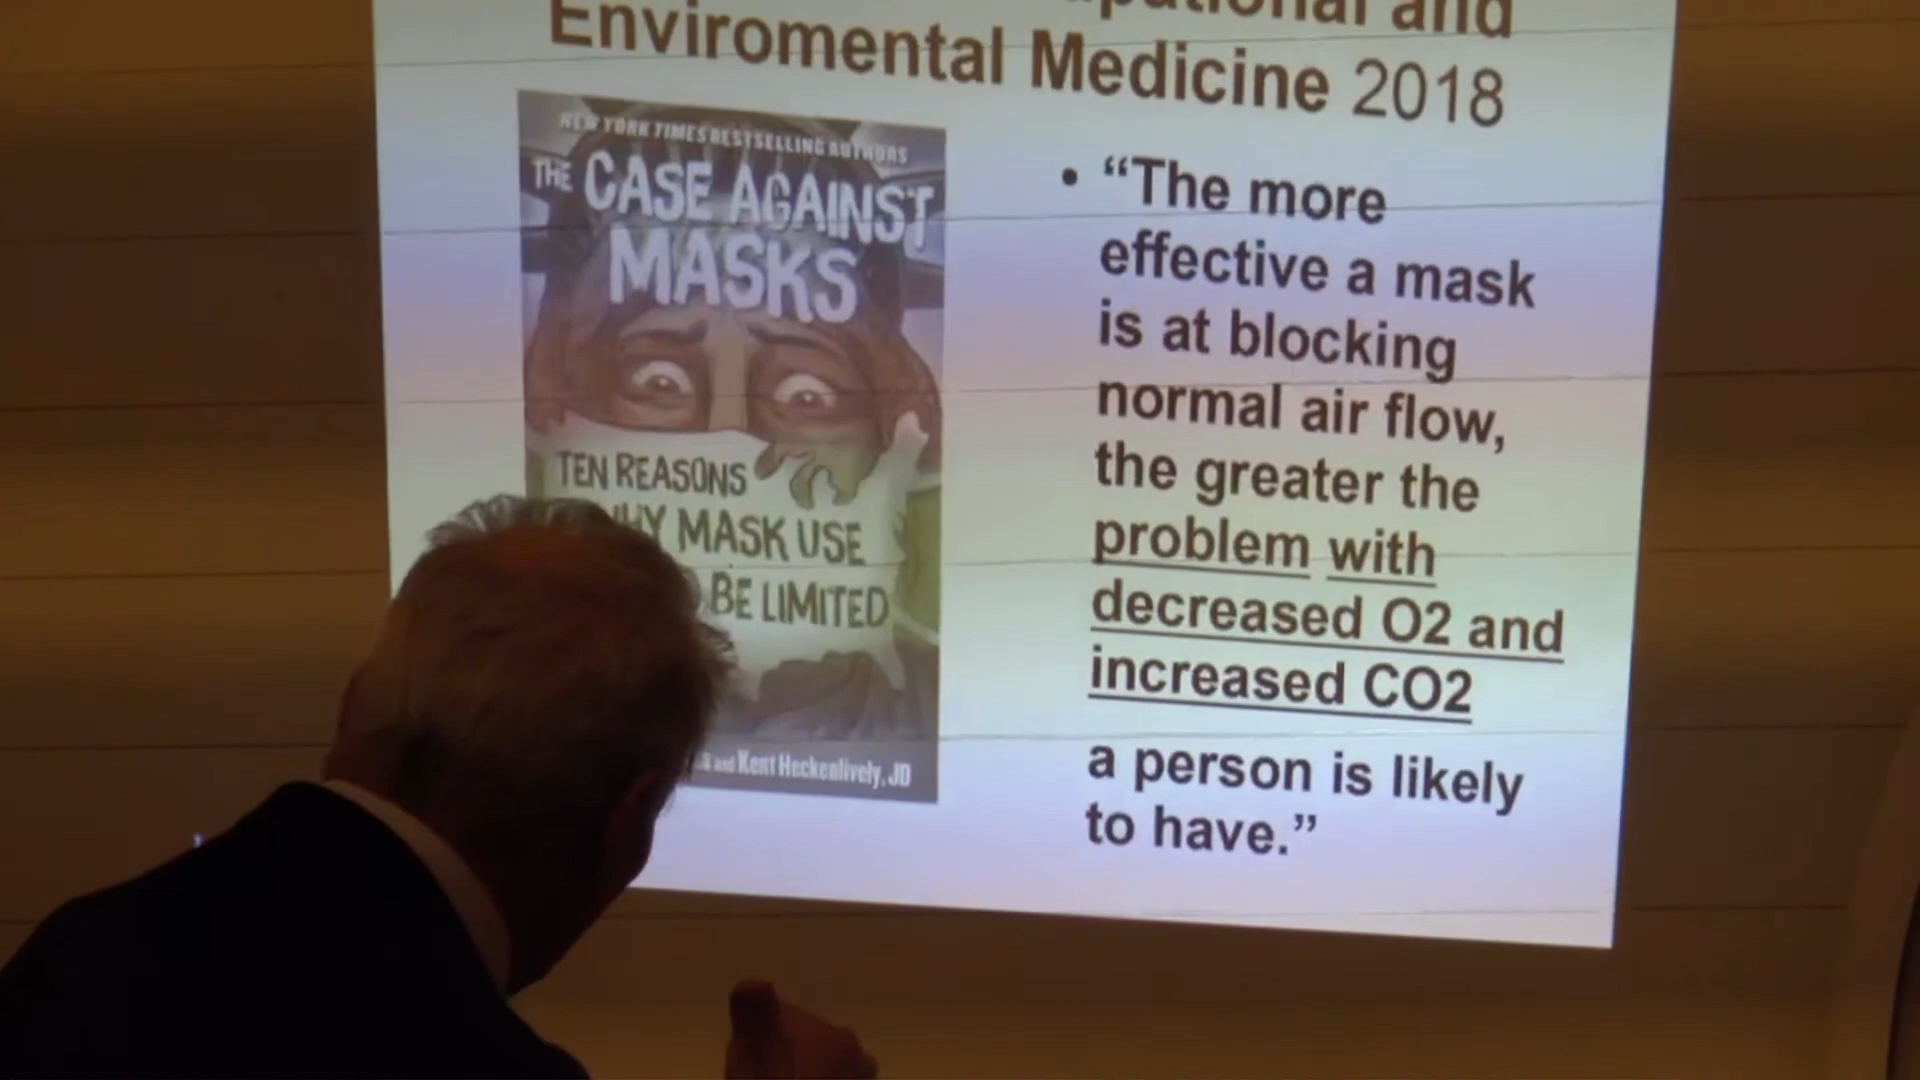 and
Enviromental Medicine 2018
NEW YORK TIMES BESTSELLING AUTHORS
THE CASE AGAINST
MASKS
TEN REASONS
WHY MASK USE
BE LIMITED
and Kent Heckenlively, JD
• “The more
effective a mask
is at blocking
normal air flow,
the greater the
problem with
decreased O2 and
increased CO2
a person is likely
to have.”